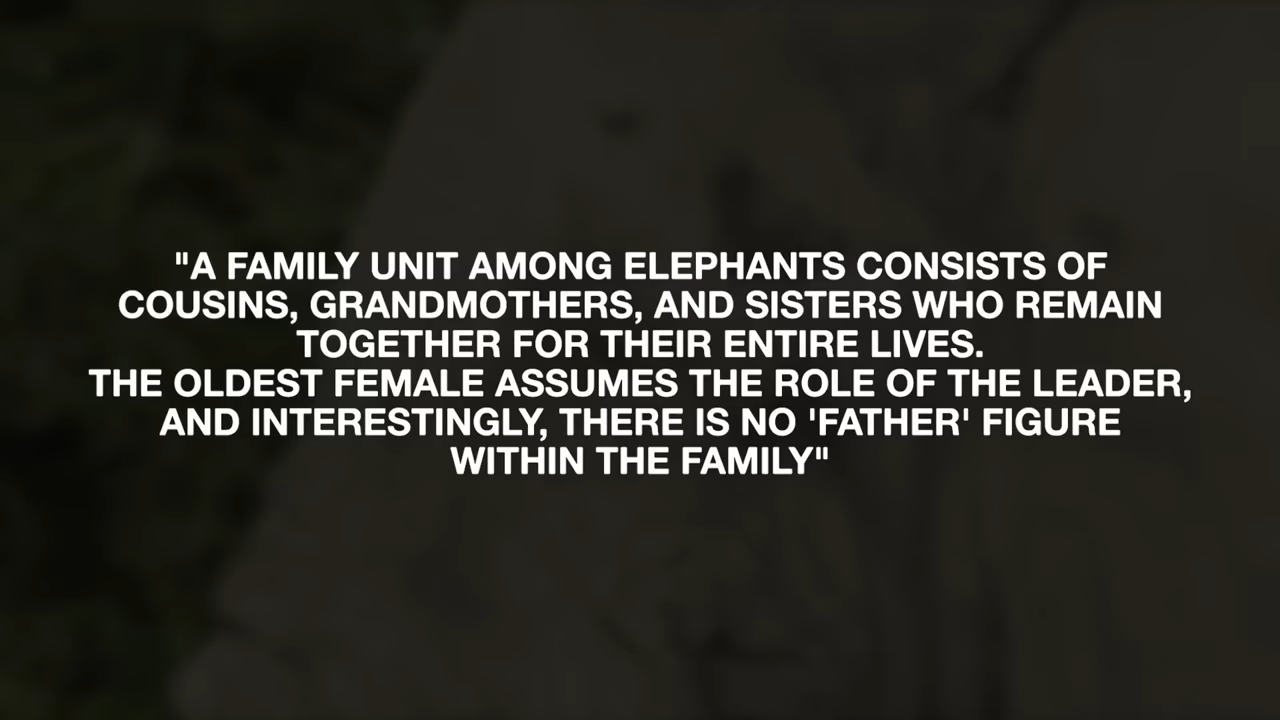 "A FAMILY UNIT AMONG ELEPHANTS CONSISTS OF
COUSINS, GRANDMOTHERS, AND SISTERS WHO REMAIN
TOGETHER FOR THEIR ENTIRE LIVES.
THE OLDEST FEMALE ASSUMES THE ROLE OF THE LEADER,
AND INTERESTINGLY, THERE IS NO 'FATHER' FIGURE
WITHIN THE FAMILY"